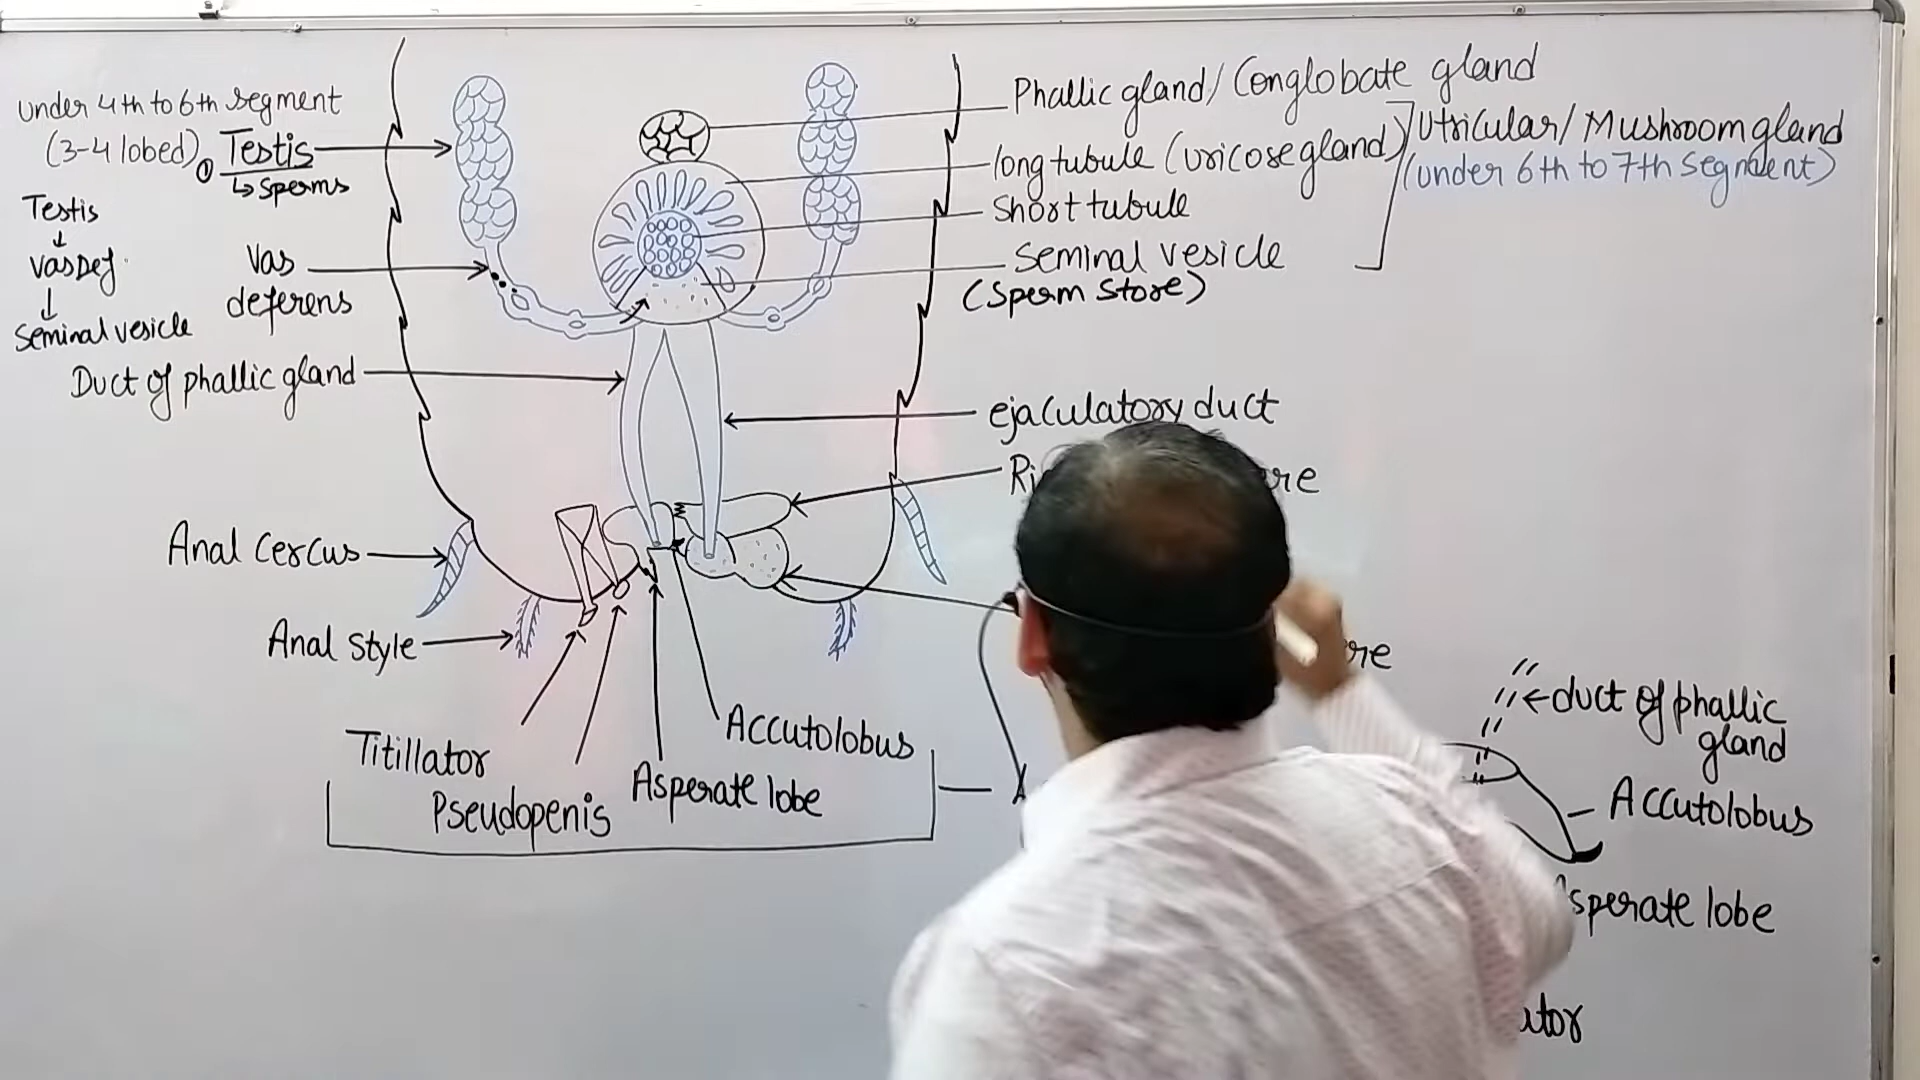 under 4th to 6th segment
(3-4 lobed) ① Testis
↳ Sperms
Testis
↓
Vas Def.
↓
Seminal vesicle
Vas
deferens
Duct of phallic gland
Anal Cercus
Anal Style
Titillator
Pseudopenis
Asperate lobe
Accutolobus
Phallic gland/Conglobate gland
long tubule (uricose gland)
Short tubule
Seminal vesicle
(Sperm Store)
Utricular/Mushroom gland
(under 6th to 7th segment)
ejaculatory duct
duct of phallic
gland
Accutolobus
sperate lobe